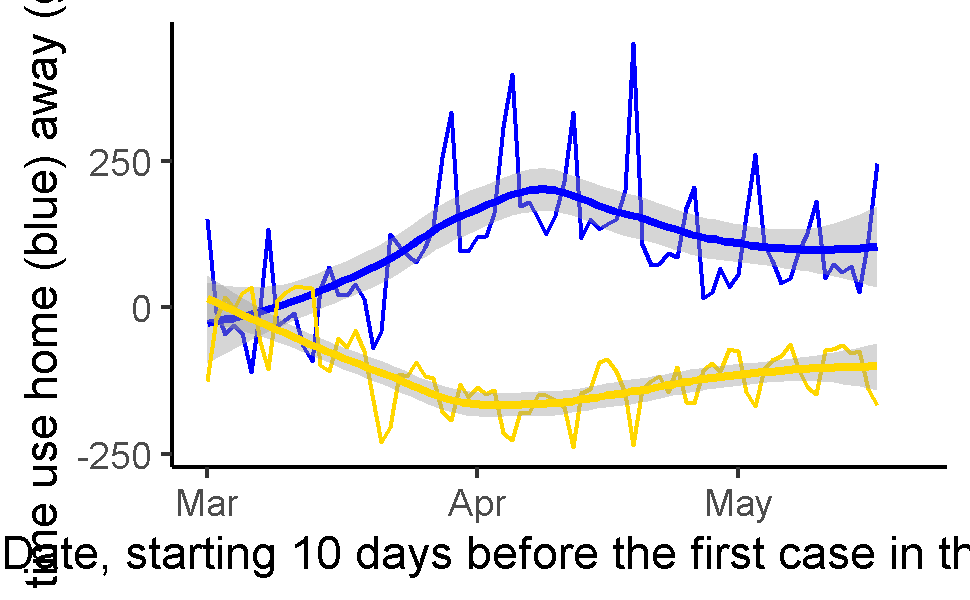 time use home (blue) away (
250
0
-250
Mar Apr May
Date, starting 10 days before the first case in th